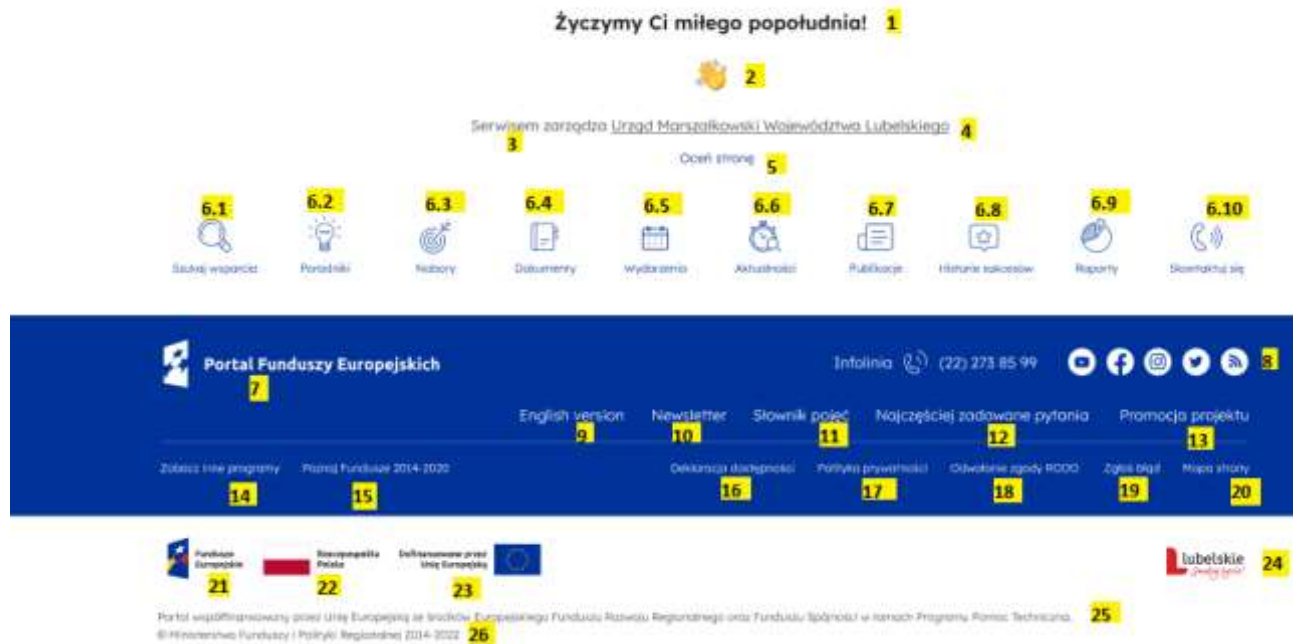 Życzymy Ci miłego popołudnia! 1
2
Serwisem zarządza Urząd Marszałkowski Województwa Lubelskiego 4
3
Oceń stronę 5
6.1 6.2 6.3 6.4 6.5 6.6 6.7 6.8 6.9 6.10
Szukaj wsparcia Poradniki Nabory Dokumenty Wydarzenia Aktualności Publikacje Historie sukcesów Raporty Skontaktuj się
Portal Funduszy Europejskich Infolinia (22) 273 85 99 8
7
English version Newsletter Słownik pojęć Najczęściej zadawane pytania Promocja projektu
9 10 11 12 13
Zobacz inne programy Poznaj Fundusze 2014-2020 Deklaracja dostępności Polityka prywatności Odwołanie zgody RODO Zgłoś błąd Mapa strony
14 15 16 17 18 19 20
Fundusze Europejskie Rzeczpospolita Polska Dofinansowane przez Unię Europejską lubelskie Smakuj życie! 24
21 22 23
Portal współfinansowany przez Unię Europejską ze środków Europejskiego Funduszu Rozwoju Regionalnego oraz Funduszu Spójności w ramach Programu Pomoc Techniczna. 25
© Ministerstwo Funduszy i Polityki Regionalnej 2014-2022 26